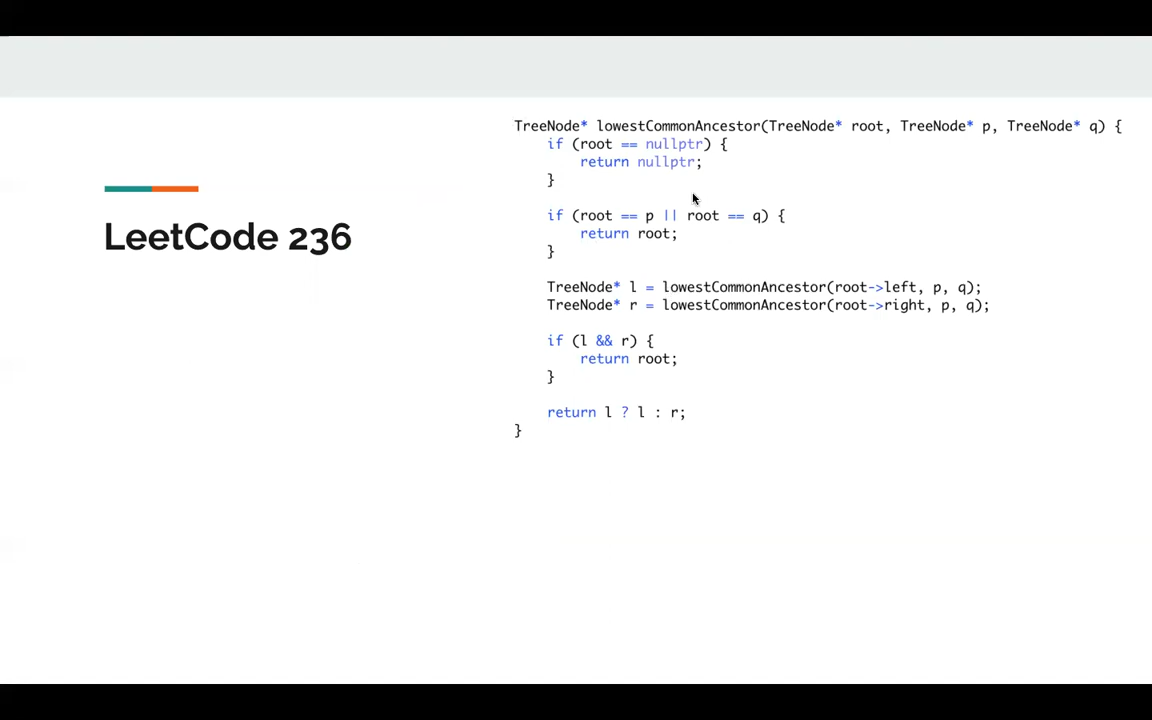 LeetCode 236
TreeNode* lowestCommonAncestor(TreeNode* root, TreeNode* p, TreeNode* q) {
    if (root == nullptr) {
        return nullptr;
    }

    if (root == p || root == q) {
        return root;
    }

    TreeNode* l = lowestCommonAncestor(root->left, p, q);
    TreeNode* r = lowestCommonAncestor(root->right, p, q);

    if (l && r) {
        return root;
    }

    return l ? l : r;
}